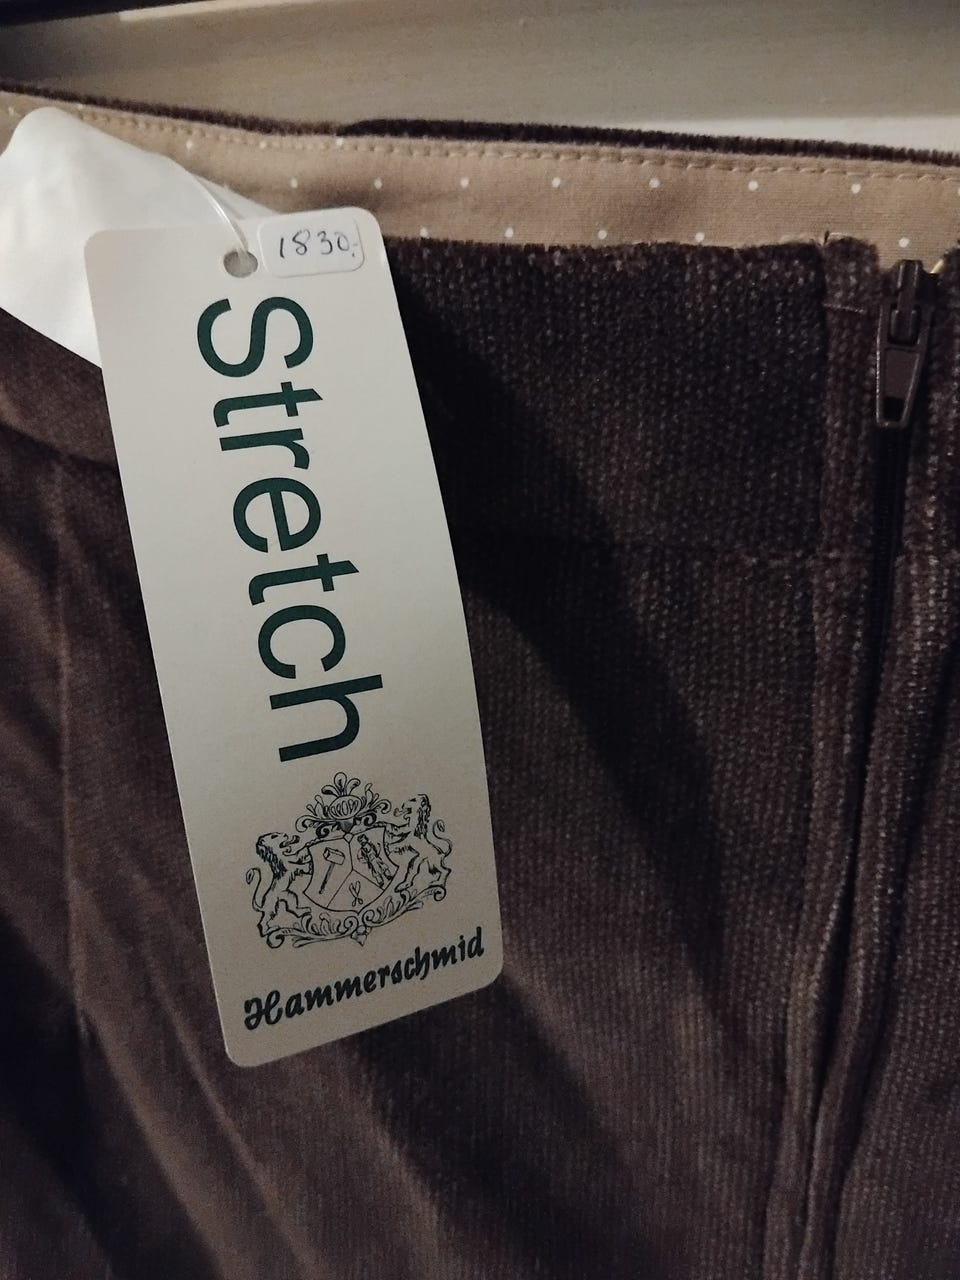 1830,-
Stretch
Hammerschmid